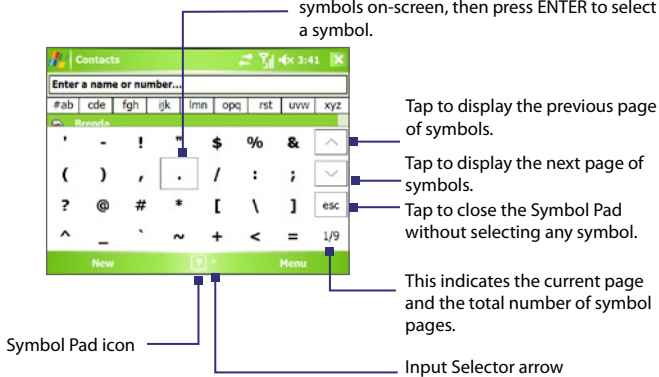 symbols on-screen, then press ENTER to select
a symbol.
Contacts 3:41
Enter a name or number...
#ab cde fgh ijk lmn opq rst uvw xyz
Brenda
' - ! " $ % &
( ) , . / : ;
? @ # * [ \ ] esc
^ _ ` ~ + < = 1/9
New Menu
Tap to display the previous page
of symbols.
Tap to display the next page of
symbols.
Tap to close the Symbol Pad
without selecting any symbol.
This indicates the current page
and the total number of symbol
pages.
Symbol Pad icon
Input Selector arrow